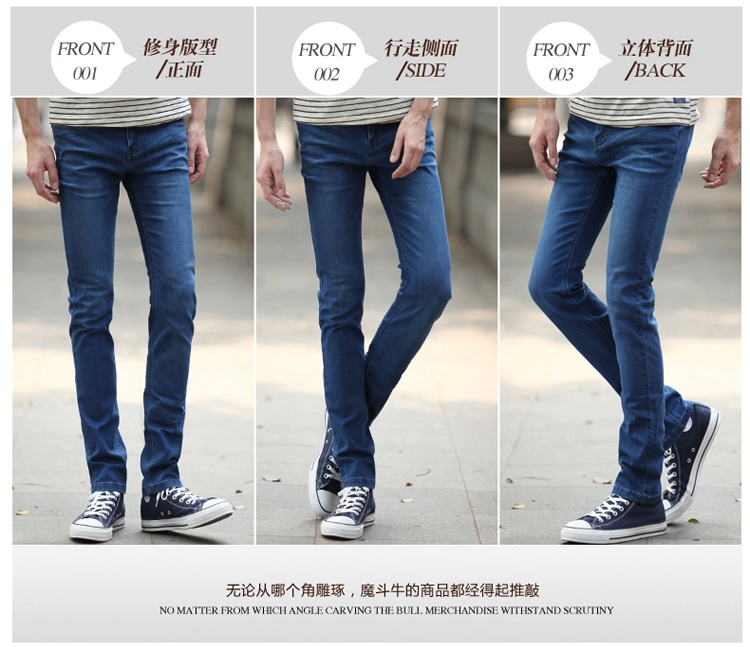 FRONT
001
修身版型
/正面
FRONT
002
行走侧面
/SIDE
FRONT
003
立体背面
/BACK
无论从哪个角雕琢，魔斗牛的商品都经得起推敲
NO MATTER FROM WHICH ANGLE CARVING THE BULL MERCHANDISE WITHSTAND SCRUTINY